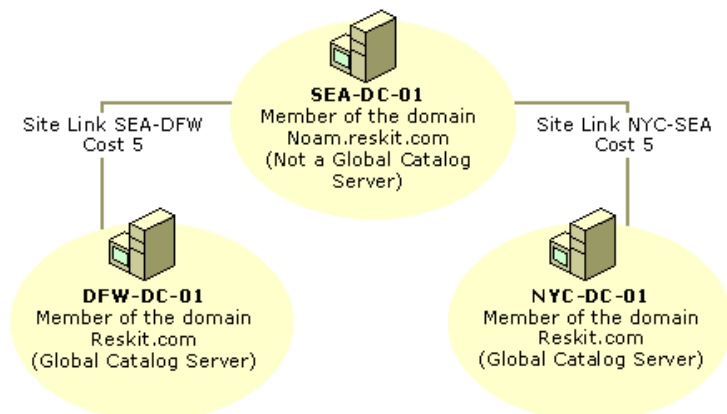 SEA-DC-01
Member of the domain
Noam.reskit.com
(Not a Global Catalog
Server)
Site Link SEA-DFW
Cost 5
Site Link NYC-SEA
Cost 5
DFW-DC-01
Member of the domain
Reskit.com
(Global Catalog Server)
NYC-DC-01
Member of the domain
Reskit.com
(Global Catalog Server)